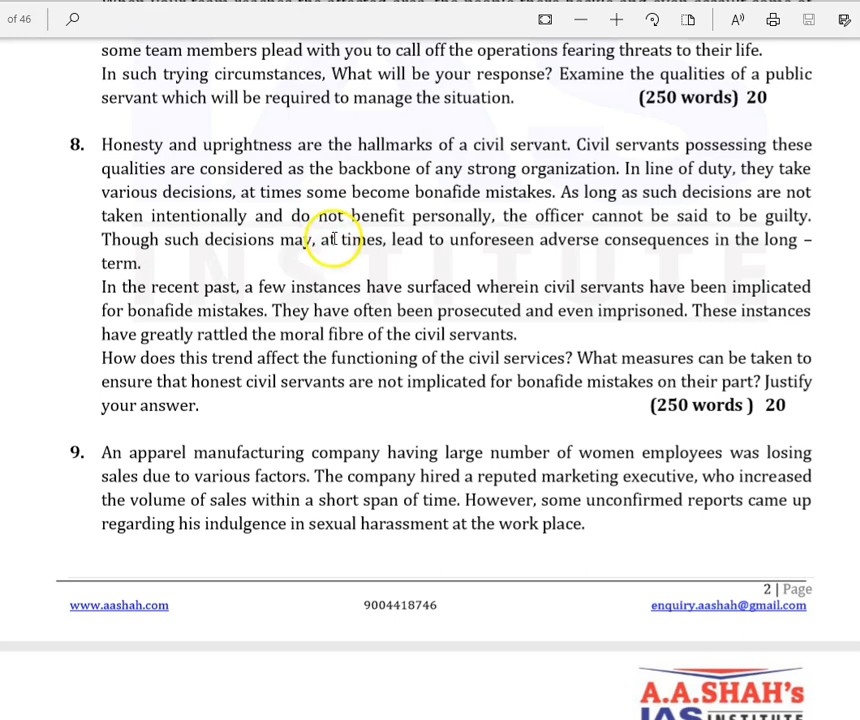 of 46
some team members plead with you to call off the operations fearing threats to their life.
In such trying circumstances, What will be your response? Examine the qualities of a public
servant which will be required to manage the situation. (250 words) 20
8. Honesty and uprightness are the hallmarks of a civil servant. Civil servants possessing these
qualities are considered as the backbone of any strong organization. In line of duty, they take
various decisions, at times some become bonafide mistakes. As long as such decisions are not
taken intentionally and do not benefit personally, the officer cannot be said to be guilty.
Though such decisions may, at times, lead to unforeseen adverse consequences in the long –
term.
In the recent past, a few instances have surfaced wherein civil servants have been implicated
for bonafide mistakes. They have often been prosecuted and even imprisoned. These instances
have greatly rattled the moral fibre of the civil servants.
How does this trend affect the functioning of the civil services? What measures can be taken to
ensure that honest civil servants are not implicated for bonafide mistakes on their part? Justify
your answer. (250 words ) 20
9. An apparel manufacturing company having large number of women employees was losing
sales due to various factors. The company hired a reputed marketing executive, who increased
the volume of sales within a short span of time. However, some unconfirmed reports came up
regarding his indulgence in sexual harassment at the work place.
2 | Page
www.aashah.com 9004418746 enquiry.aashah@gmail.com
A.A.SHAH's
IAS INSTITUTE